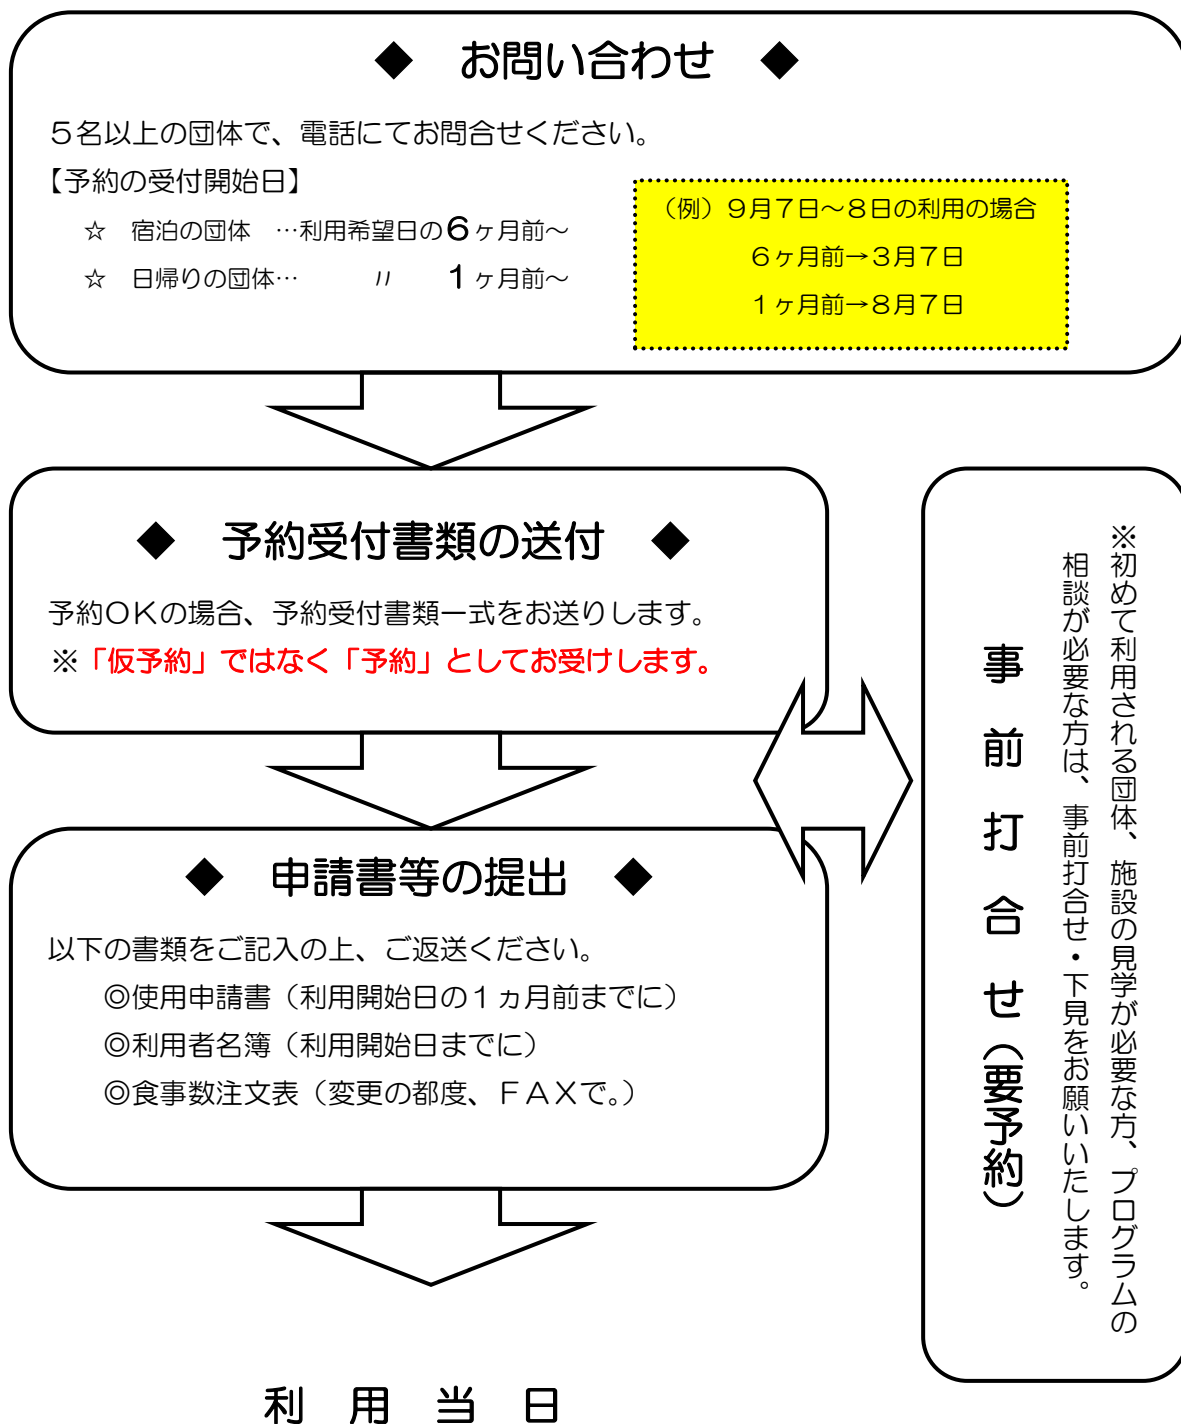 ◆　お問い合わせ　◆
５名以上の団体で、電話にてお問合せください。
【予約の受付開始日】
☆　宿泊の団体　…利用希望日の６ヶ月前～
☆　日帰りの団体…　　〃　　１ヶ月前～
（例）９月７日～８日の利用の場合
６ヶ月前→３月７日
１ヶ月前→８月７日
◆　予約受付書類の送付　◆
予約ＯＫの場合、予約受付書類一式をお送りします。
※「仮予約」ではなく「予約」としてお受けします。
◆　申請書等の提出　◆
以下の書類をご記入の上、ご返送ください。
◎使用申請書（利用開始日の１ヵ月前までに）
◎利用者名簿（利用開始日までに）
◎食事数注文表（変更の都度、ＦＡＸで。）
※初めて利用される団体、施設の見学が必要な方、プログラムの
相談が必要な方は、事前打合せ・下見をお願いいたします。
事前打合せ（要予約）
利　用　当　日